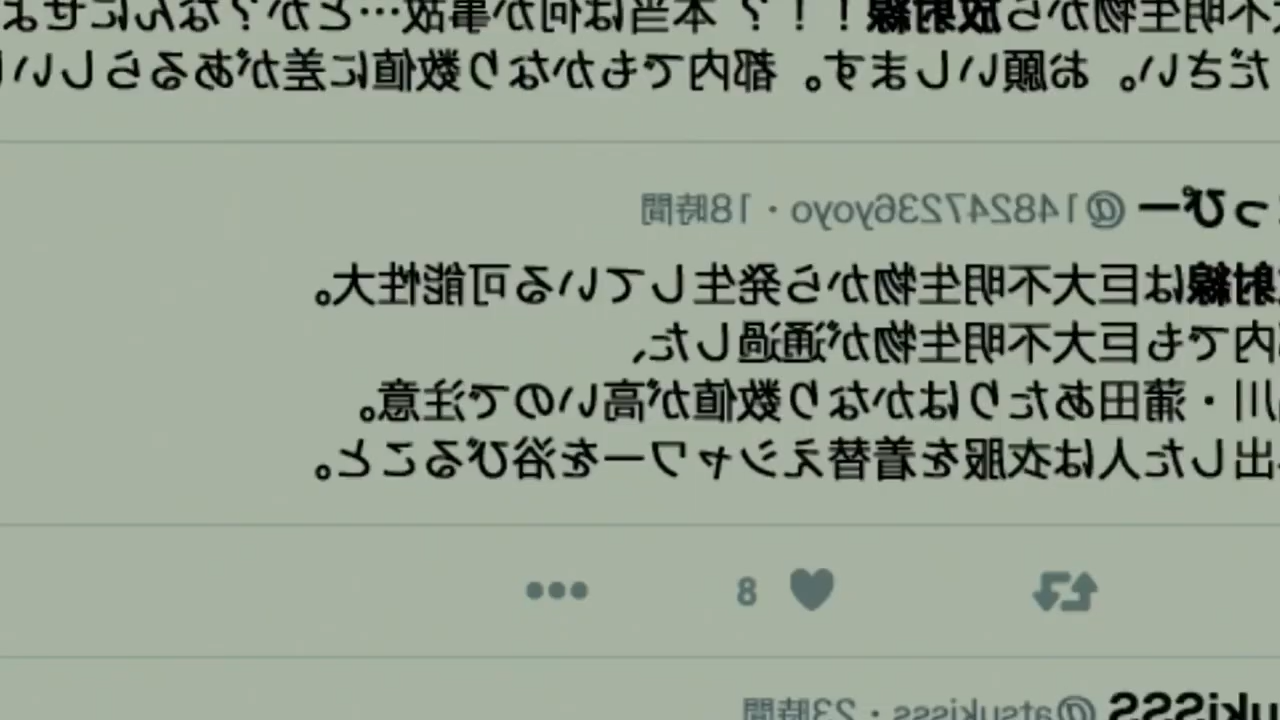 不明生物から放射線！！！？ 本当は何か事故…とか？なんにせよ
ださい。お願いします。都内でもかなり数値に差があるらしい
っぴー @148247236yoyo・18時間
射線は巨大不明生物から発生している可能性大。
内でも巨大不明生物が通過した、
川・蒲田あたりはかなり数値が高いので注意。
出した人は衣服を着替えシャワーを浴びること。
8
ukiSSS @atsukisss・23時間